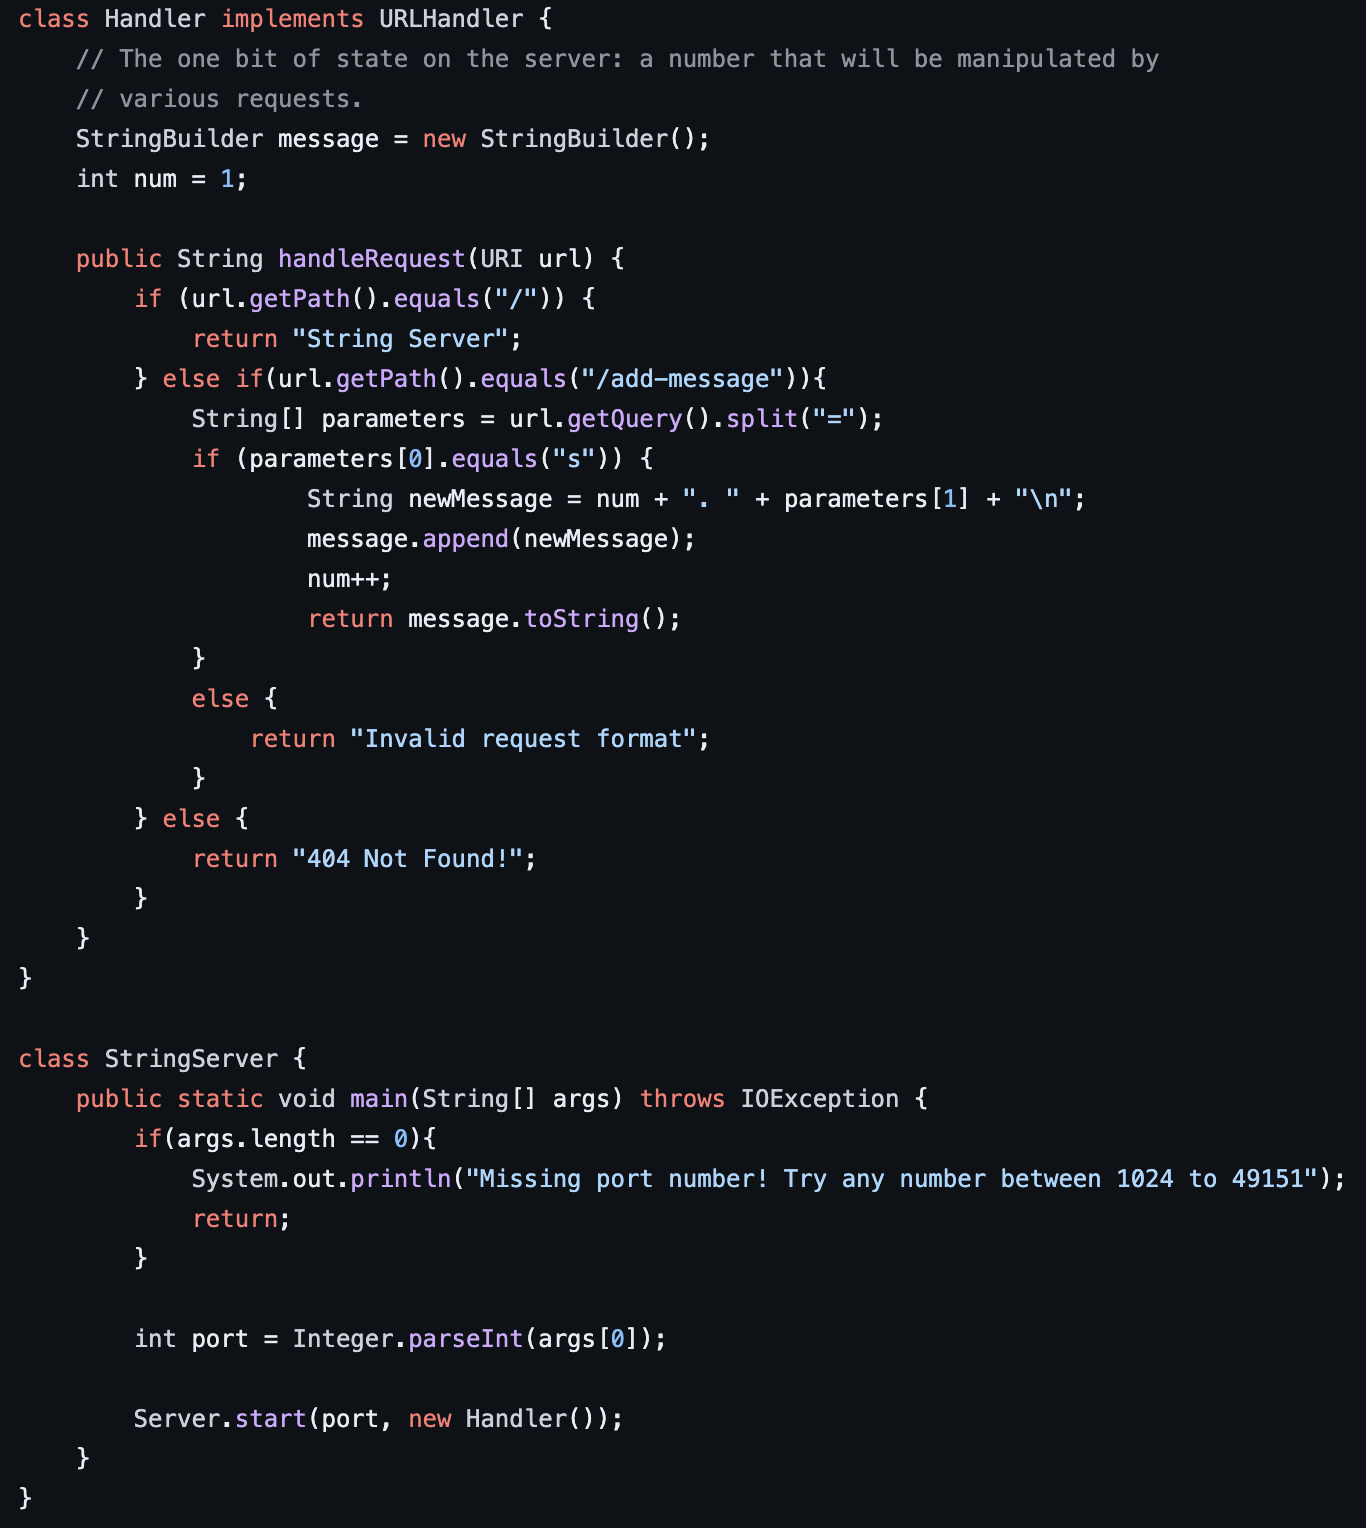 class Handler implements URLHandler {
    // The one bit of state on the server: a number that will be manipulated by
    // various requests.
    StringBuilder message = new StringBuilder();
    int num = 1;

    public String handleRequest(URI url) {
        if (url.getPath().equals("/")) {
            return "String Server";
        } else if(url.getPath().equals("/add-message")){
            String[] parameters = url.getQuery().split("=");
            if (parameters[0].equals("s")) {
                    String newMessage = num + ". " + parameters[1] + "\n";
                    message.append(newMessage);
                    num++;
                    return message.toString();
            }
            else {
                return "Invalid request format";
            }
        } else {
            return "404 Not Found!";
        }
    }
}

class StringServer {
    public static void main(String[] args) throws IOException {
        if(args.length == 0){
            System.out.println("Missing port number! Try any number between 1024 to 49151");
            return;
        }

        int port = Integer.parseInt(args[0]);

        Server.start(port, new Handler());
    }
}